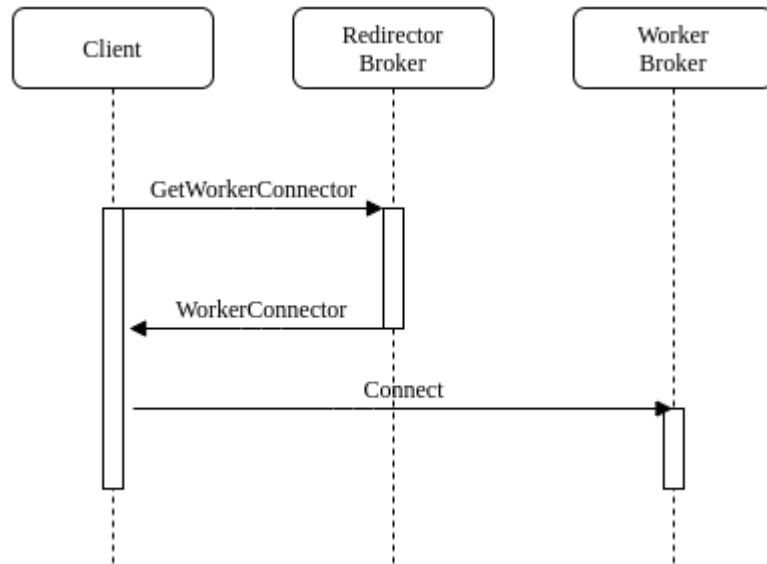 Client
Redirector
Broker
Worker
Broker
GetWorkerConnector
WorkerConnector
Connect